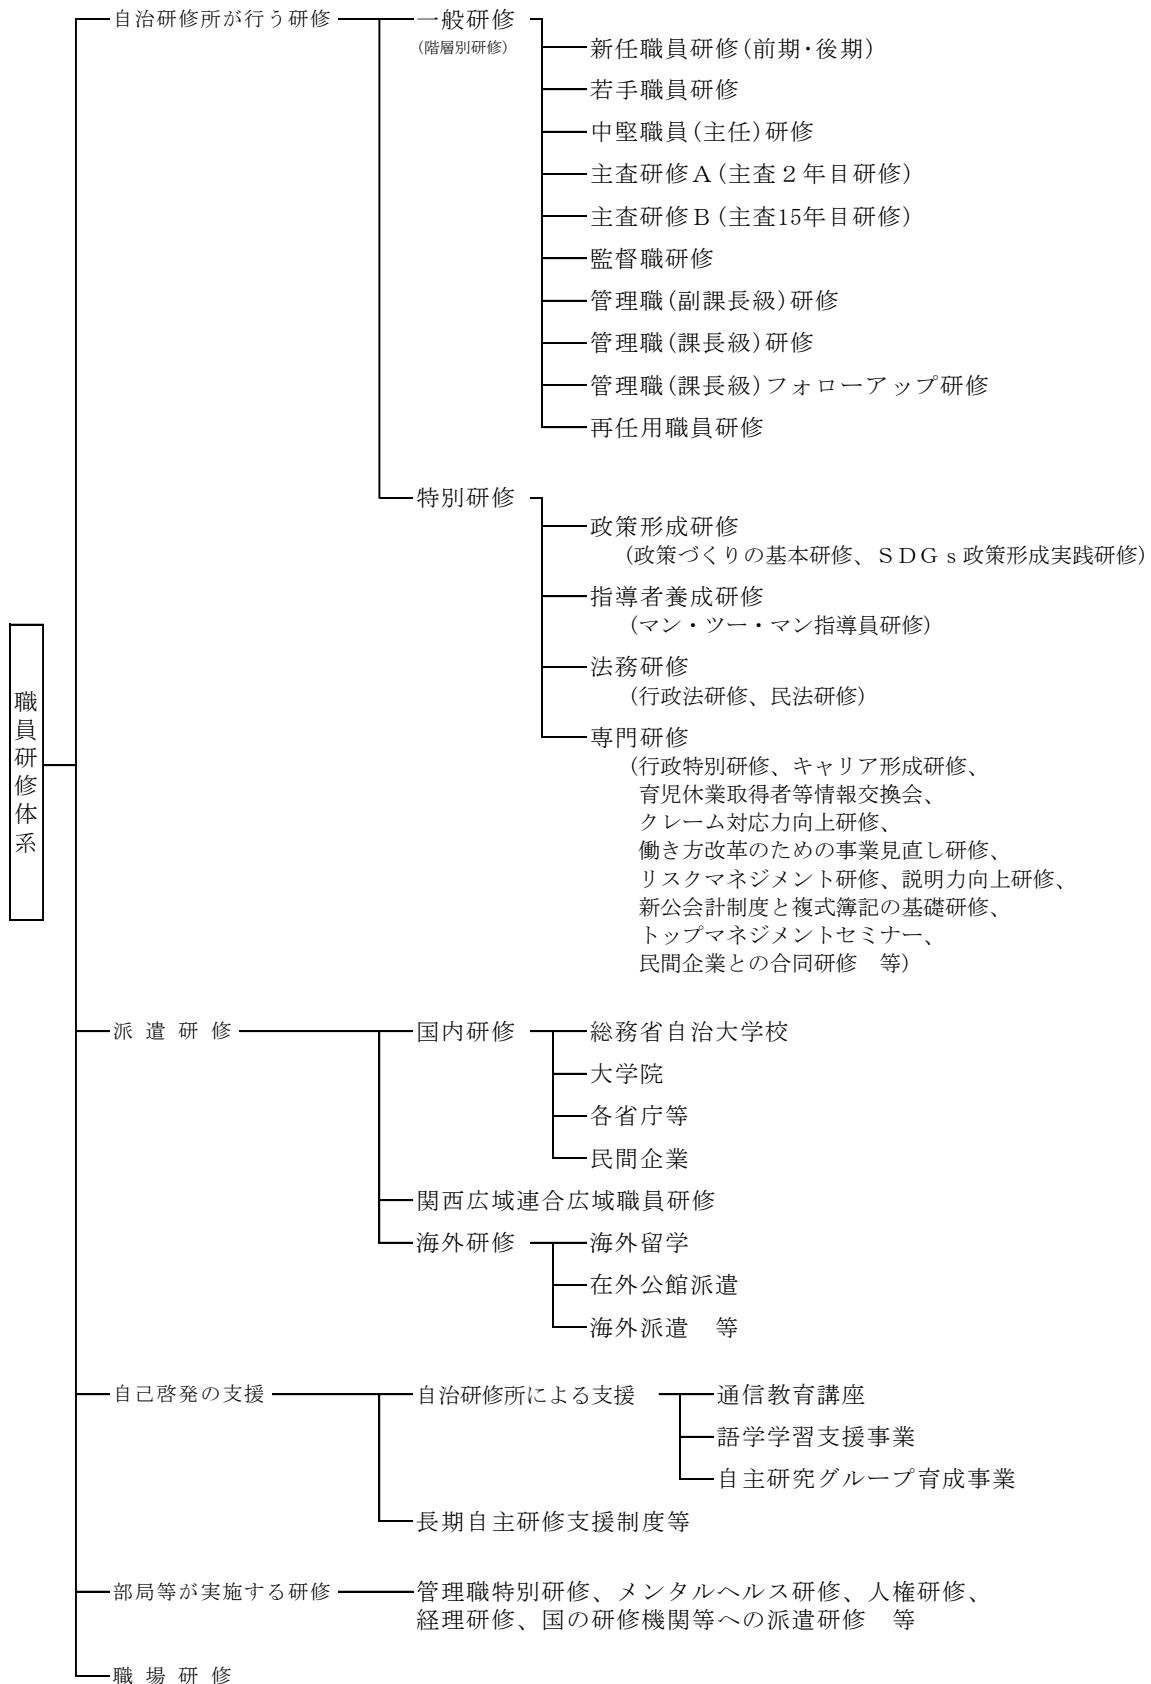 職員研修体系
自治研修所が行う研修
一般研修
(階層別研修)
新任職員研修(前期・後期)
若手職員研修
中堅職員(主任)研修
主査研修A(主査２年目研修)
主査研修B(主査15年目研修)
監督職研修
管理職(副課長級)研修
管理職(課長級)研修
管理職(課長級)フォローアップ研修
再任用職員研修
特別研修
政策形成研修
(政策づくりの基本研修、ＳＤＧｓ政策形成実践研修)
指導者養成研修
(マン・ツー・マン指導員研修)
法務研修
(行政法研修、民法研修)
専門研修
(行政特別研修、キャリア形成研修、
育児休業取得者等情報交換会、
クレーム対応力向上研修、
働き方改革のための事業見直し研修、
リスクマネジメント研修、説明力向上研修、
新公会計制度と複式簿記の基礎研修、
トップマネジメントセミナー、
民間企業との合同研修　等)
派遣研修
国内研修
総務省自治大学校
大学院
各省庁等
民間企業
関西広域連合広域職員研修
海外研修
海外留学
在外公館派遣
海外派遣　等
自己啓発の支援
自治研修所による支援
通信教育講座
語学学習支援事業
自主研究グループ育成事業
長期自主研修支援制度等
部局等が実施する研修
管理職特別研修、メンタルヘルス研修、人権研修、
経理研修、国の研修機関等への派遣研修　等
職場研修